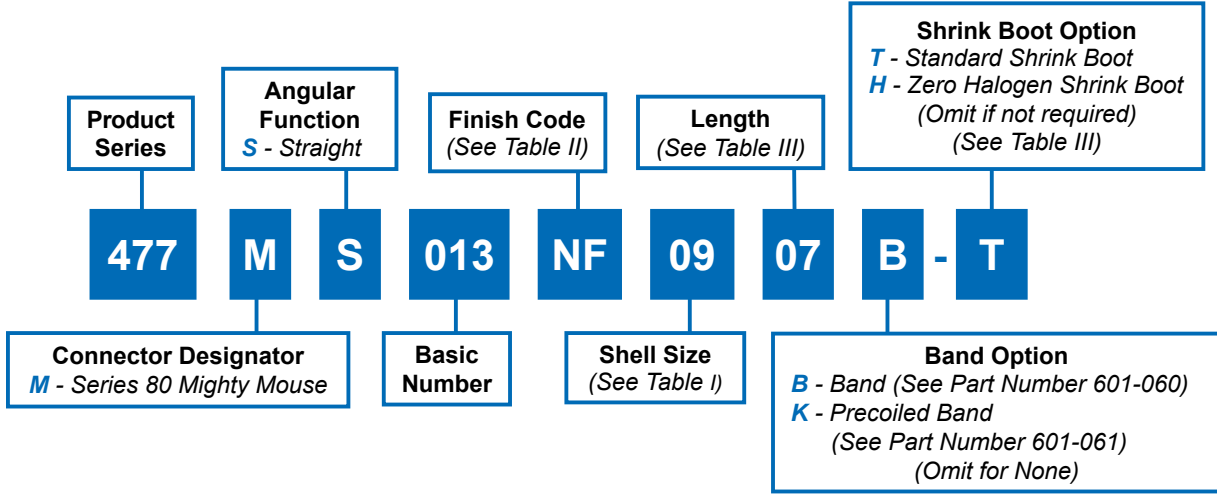 Shrink Boot Option
T - Standard Shrink Boot
H - Zero Halogen Shrink Boot
(Omit if not required)
(See Table III)
Angular
Function
S - Straight
Product
Series
Finish Code
(See Table II)
Length
(See Table III)
477 M S 013 NF 09 07 B - T
Connector Designator
M - Series 80 Mighty Mouse
Basic
Number
Shell Size
(See Table I)
Band Option
B - Band (See Part Number 601-060)
K - Precoiled Band
(See Part Number 601-061)
(Omit for None)